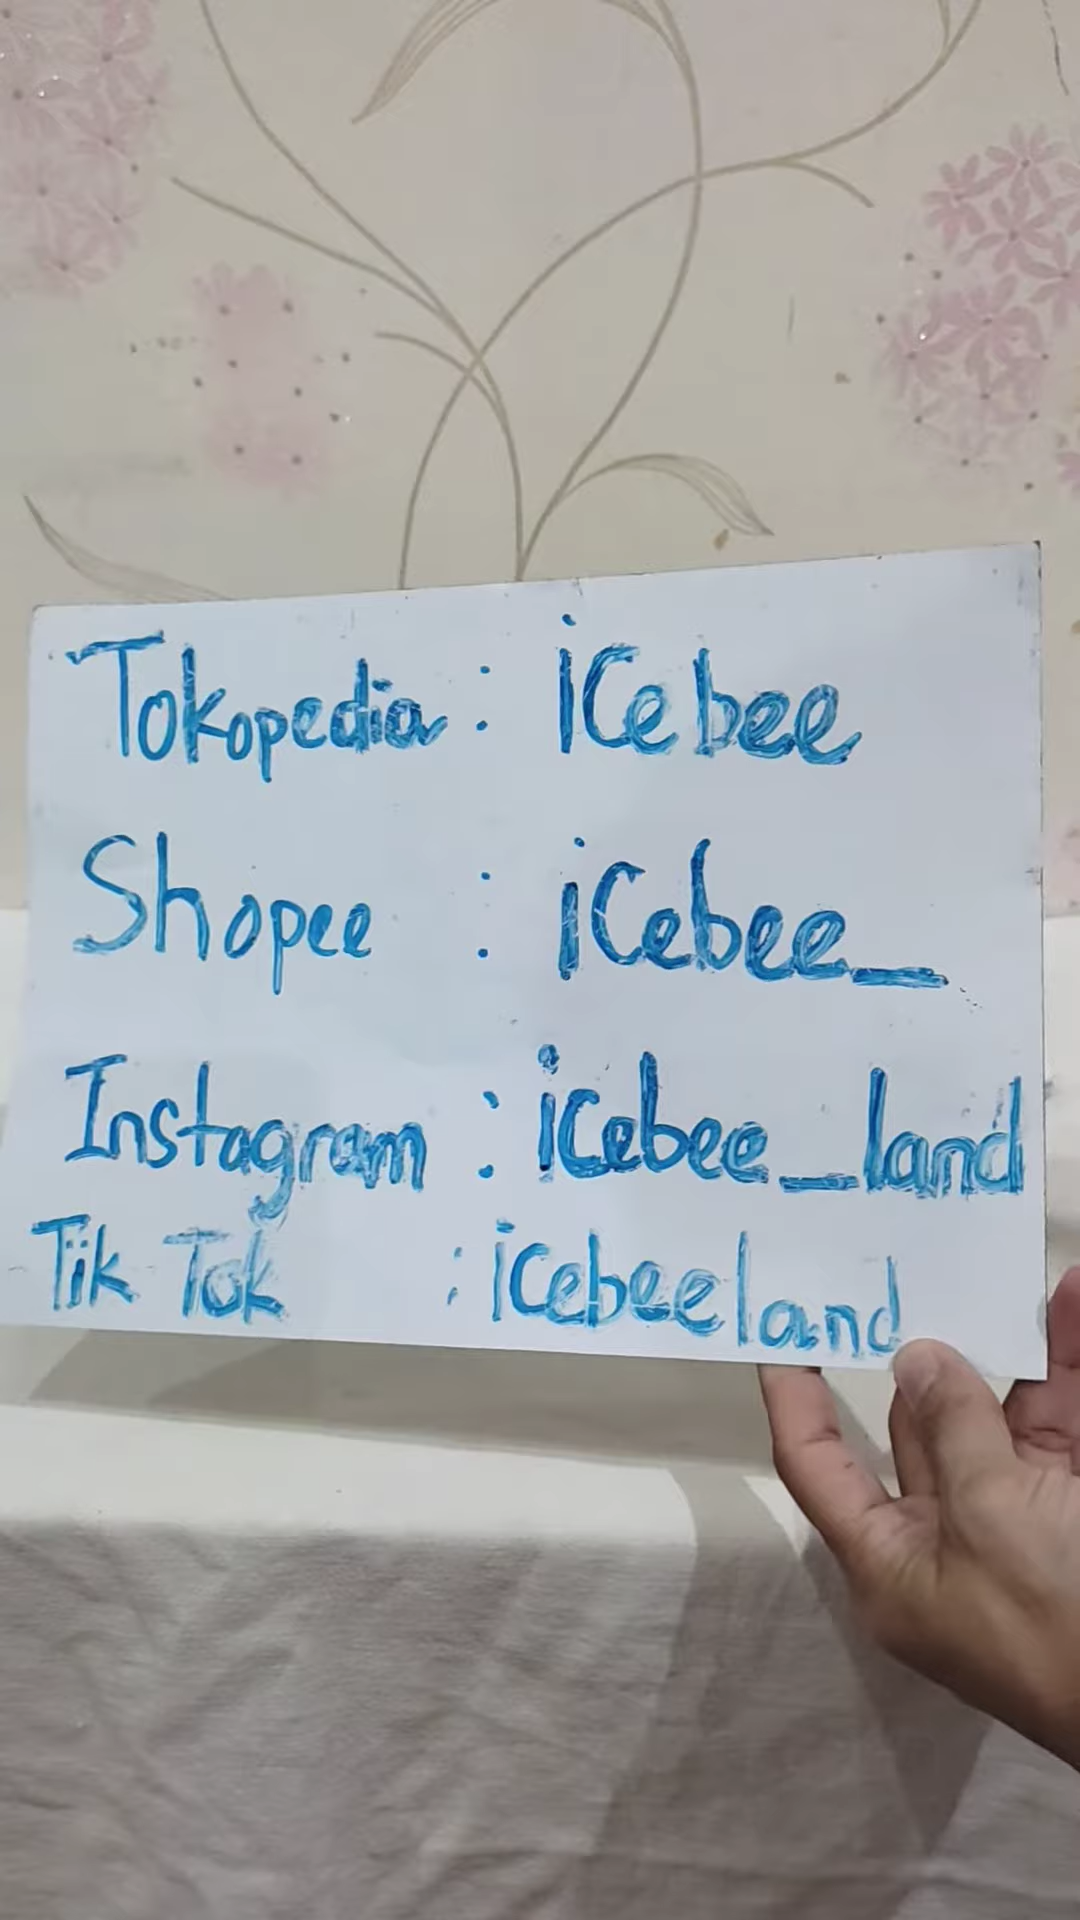 Tokopedia : icebee
Shopee : icebee_
Instagram : icebee_land
Tik Tok : icebeeland